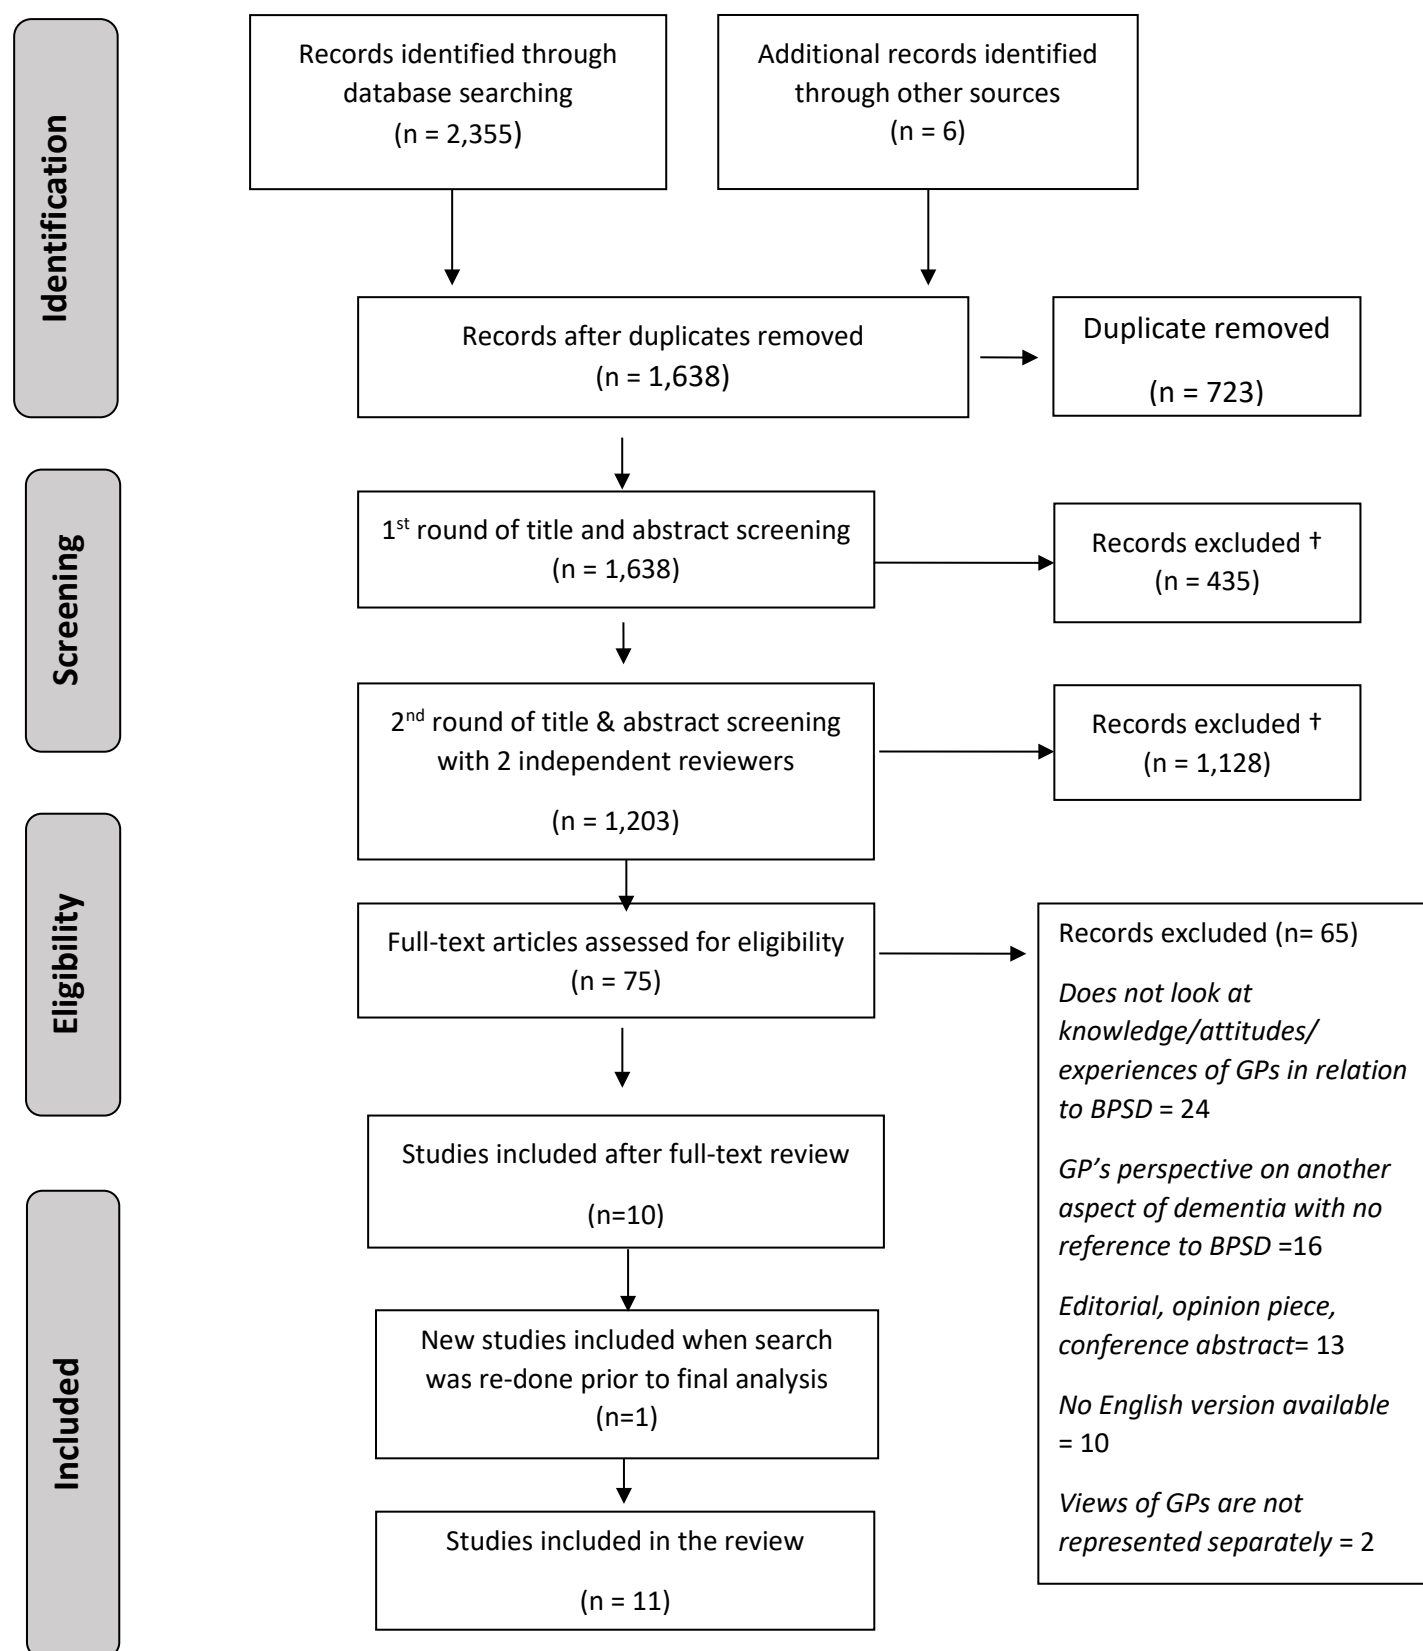 Identification
Records identified through
database searching
(n = 2,355)
Additional records identified
through other sources
(n = 6)
Records after duplicates removed
(n = 1,638)
Duplicate removed
(n = 723)
Screening
1st round of title and abstract screening
(n = 1,638)
Records excluded †
(n = 435)
2nd round of title & abstract screening
with 2 independent reviewers
(n = 1,203)
Records excluded †
(n = 1,128)
Eligibility
Full-text articles assessed for eligibility
(n = 75)
Records excluded (n= 65)
Does not look at
knowledge/attitudes/
experiences of GPs in relation
to BPSD = 24
GP’s perspective on another
aspect of dementia with no
reference to BPSD =16
Editorial, opinion piece,
conference abstract= 13
No English version available
= 10
Views of GPs are not
represented separately = 2
Studies included after full-text review
(n=10)
Included
New studies included when search
was re-done prior to final analysis
(n=1)
Studies included in the review
(n = 11)